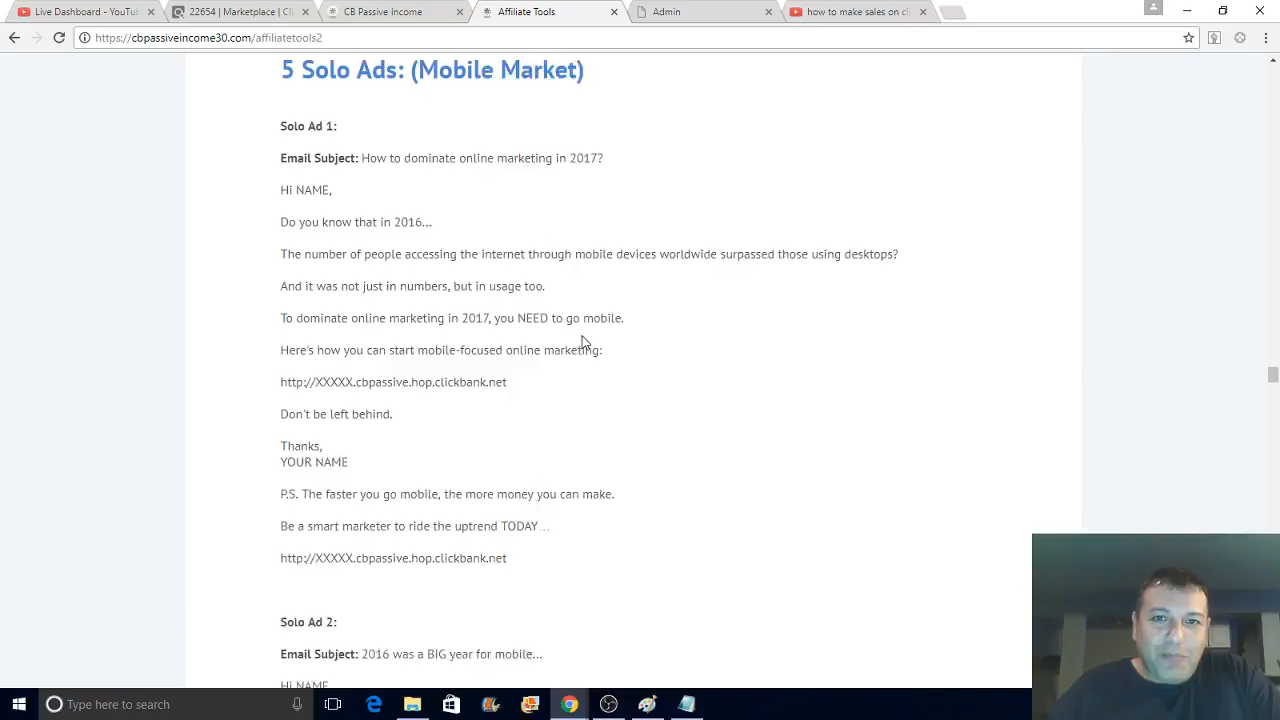 Live Dashboard - YouTu
22654 | Marketplace | Cli
CB Passive Income
Affiliate Tools
Admin
how to make sales on cli
https://cbpassiveincome30.com/affiliatetools2
5 Solo Ads: (Mobile Market)
Solo Ad 1:
Email Subject: How to dominate online marketing in 2017?
Hi NAME,
Do you know that in 2016...
The number of people accessing the internet through mobile devices worldwide surpassed those using desktops?
And it was not just in numbers, but in usage too.
To dominate online marketing in 2017, you NEED to go mobile.
Here's how you can start mobile-focused online marketing:
http://XXXXX.cbpassive.hop.clickbank.net
Don't be left behind.
Thanks,
YOUR NAME
P.S. The faster you go mobile, the more money you can make.
Be a smart marketer to ride the uptrend TODAY...
http://XXXXX.cbpassive.hop.clickbank.net
Solo Ad 2:
Email Subject: 2016 was a BIG year for mobile...
Hi NAME
Type here to search